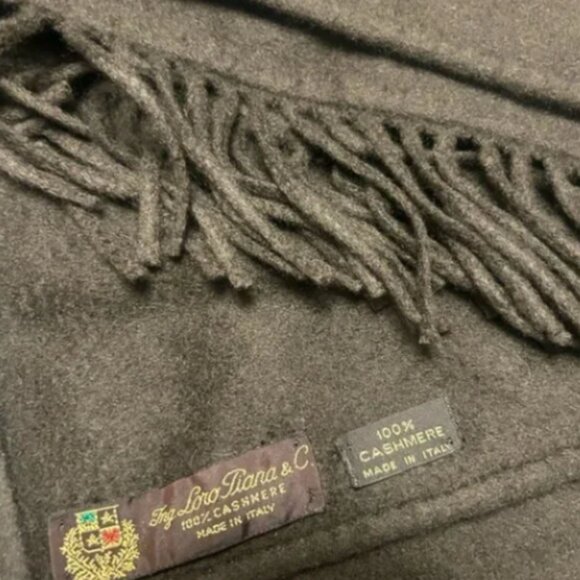 Ing Loro Piana & C.
100% CASHMERE
MADE IN ITALY
100%
CASHMERE
MADE IN ITALY